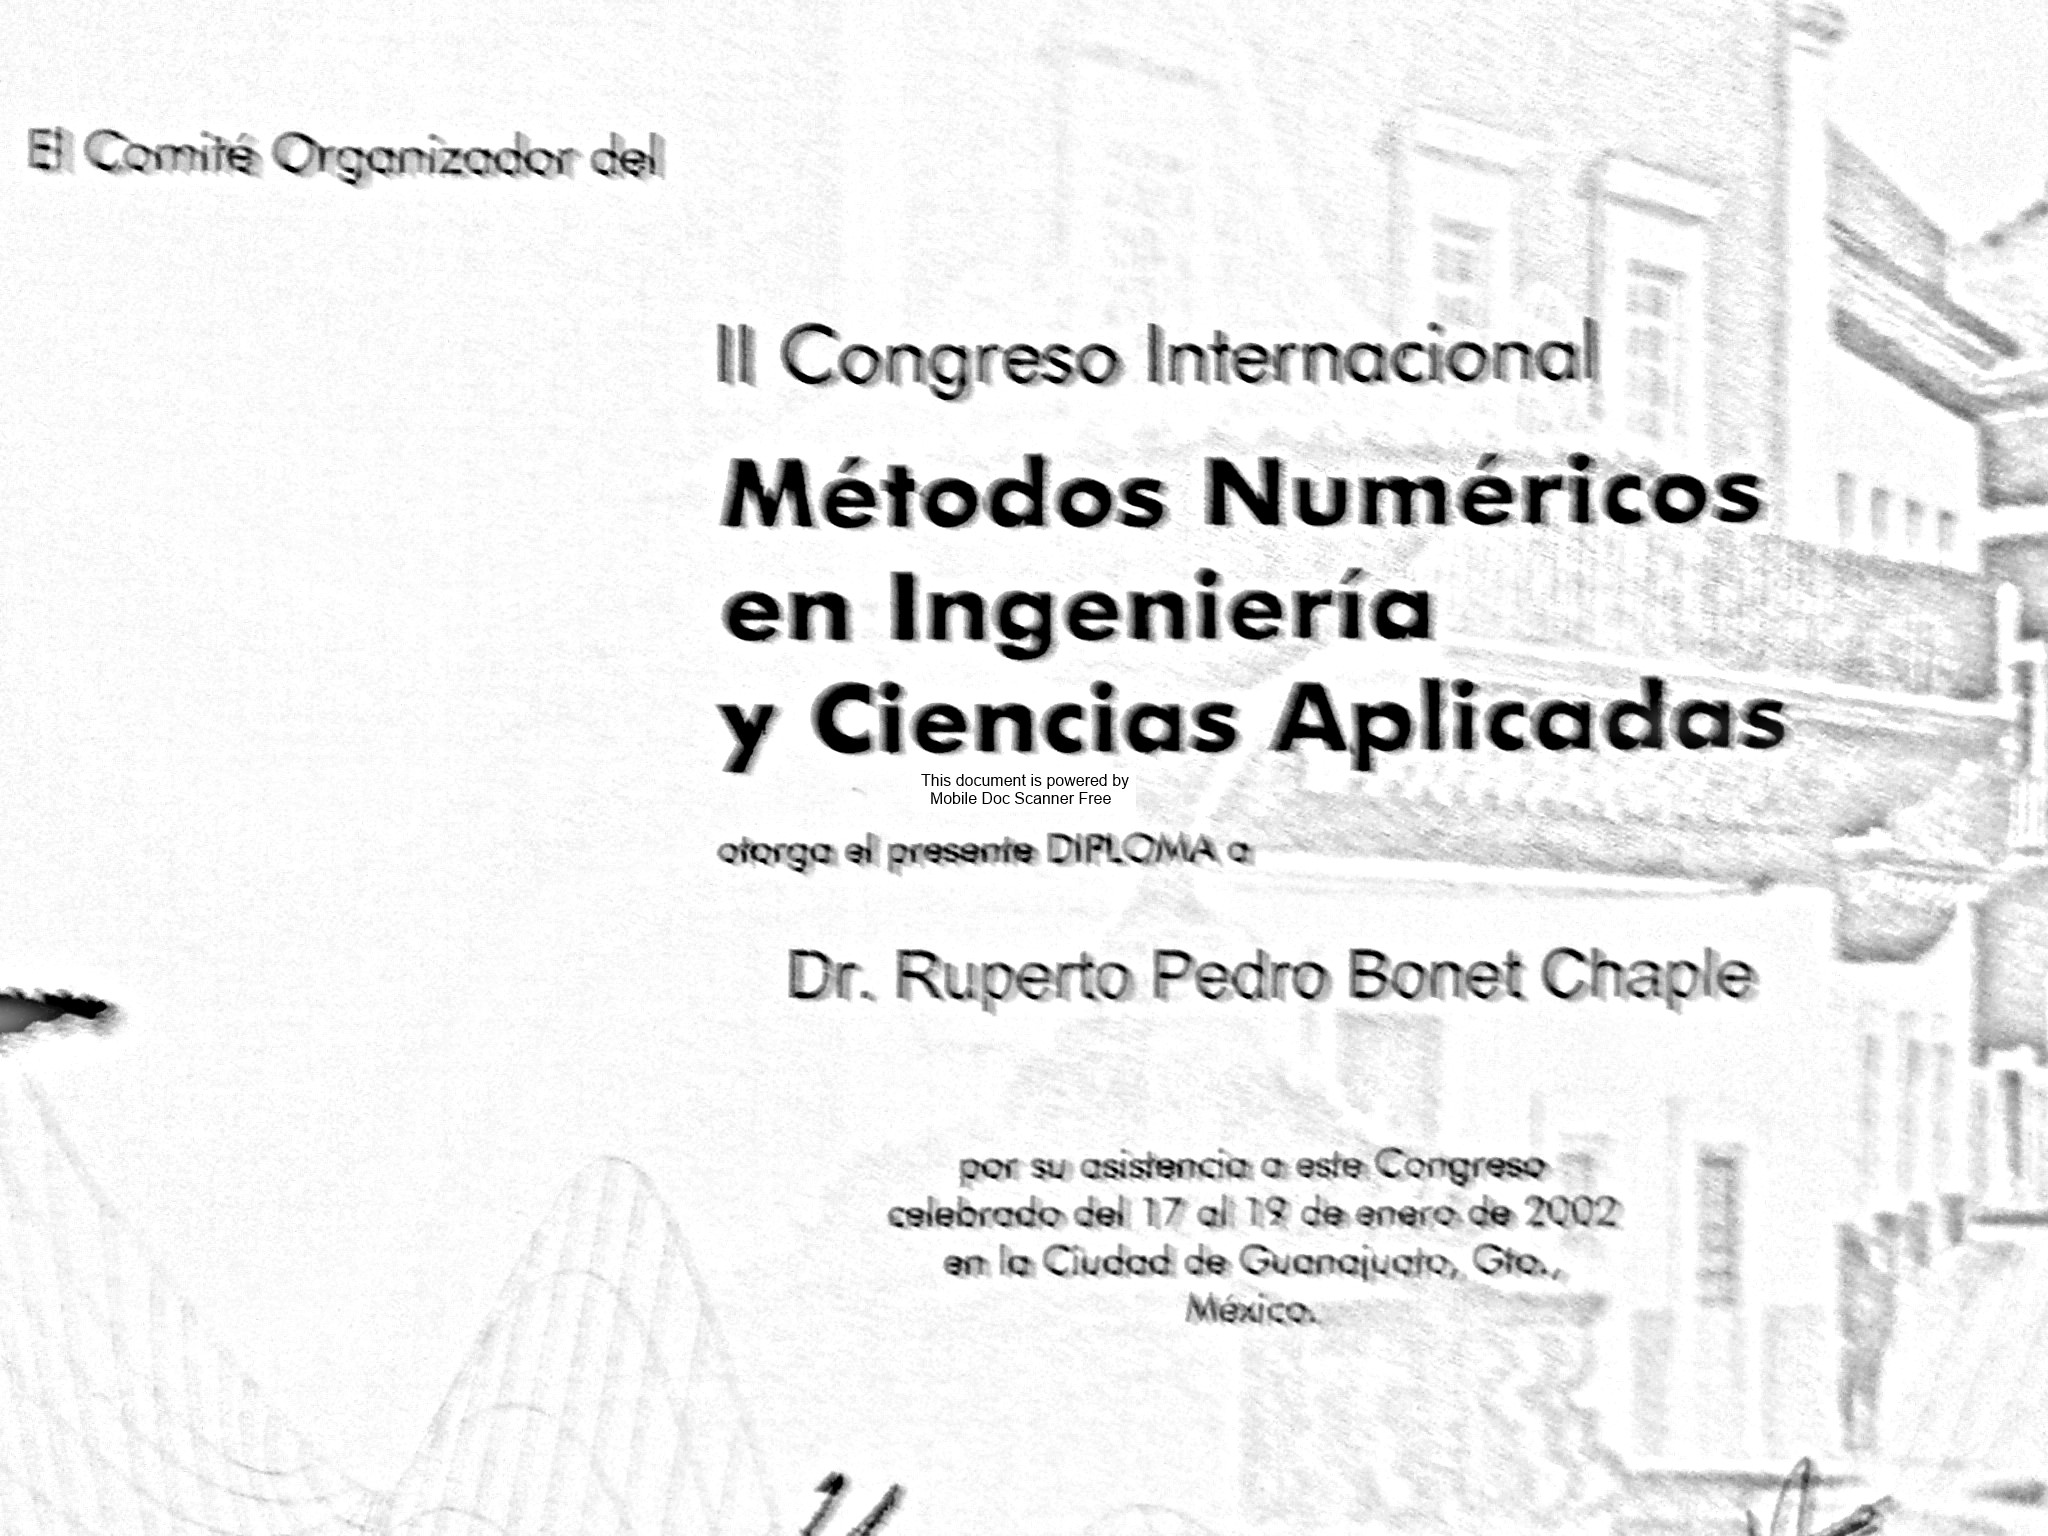 El Comité Organizador del
II Congreso Internacional
Métodos Numéricos
en Ingeniería
y Ciencias Aplicadas
This document is powered by
Mobile Doc Scanner Free
otorga el presente DIPLOMA a
Dr. Ruperto Pedro Bonet Chaple
por su asistencia a este Congreso
celebrado del 17 al 19 de enero de 2002
en la Ciudad de Guanajuato, Gto.,
México.